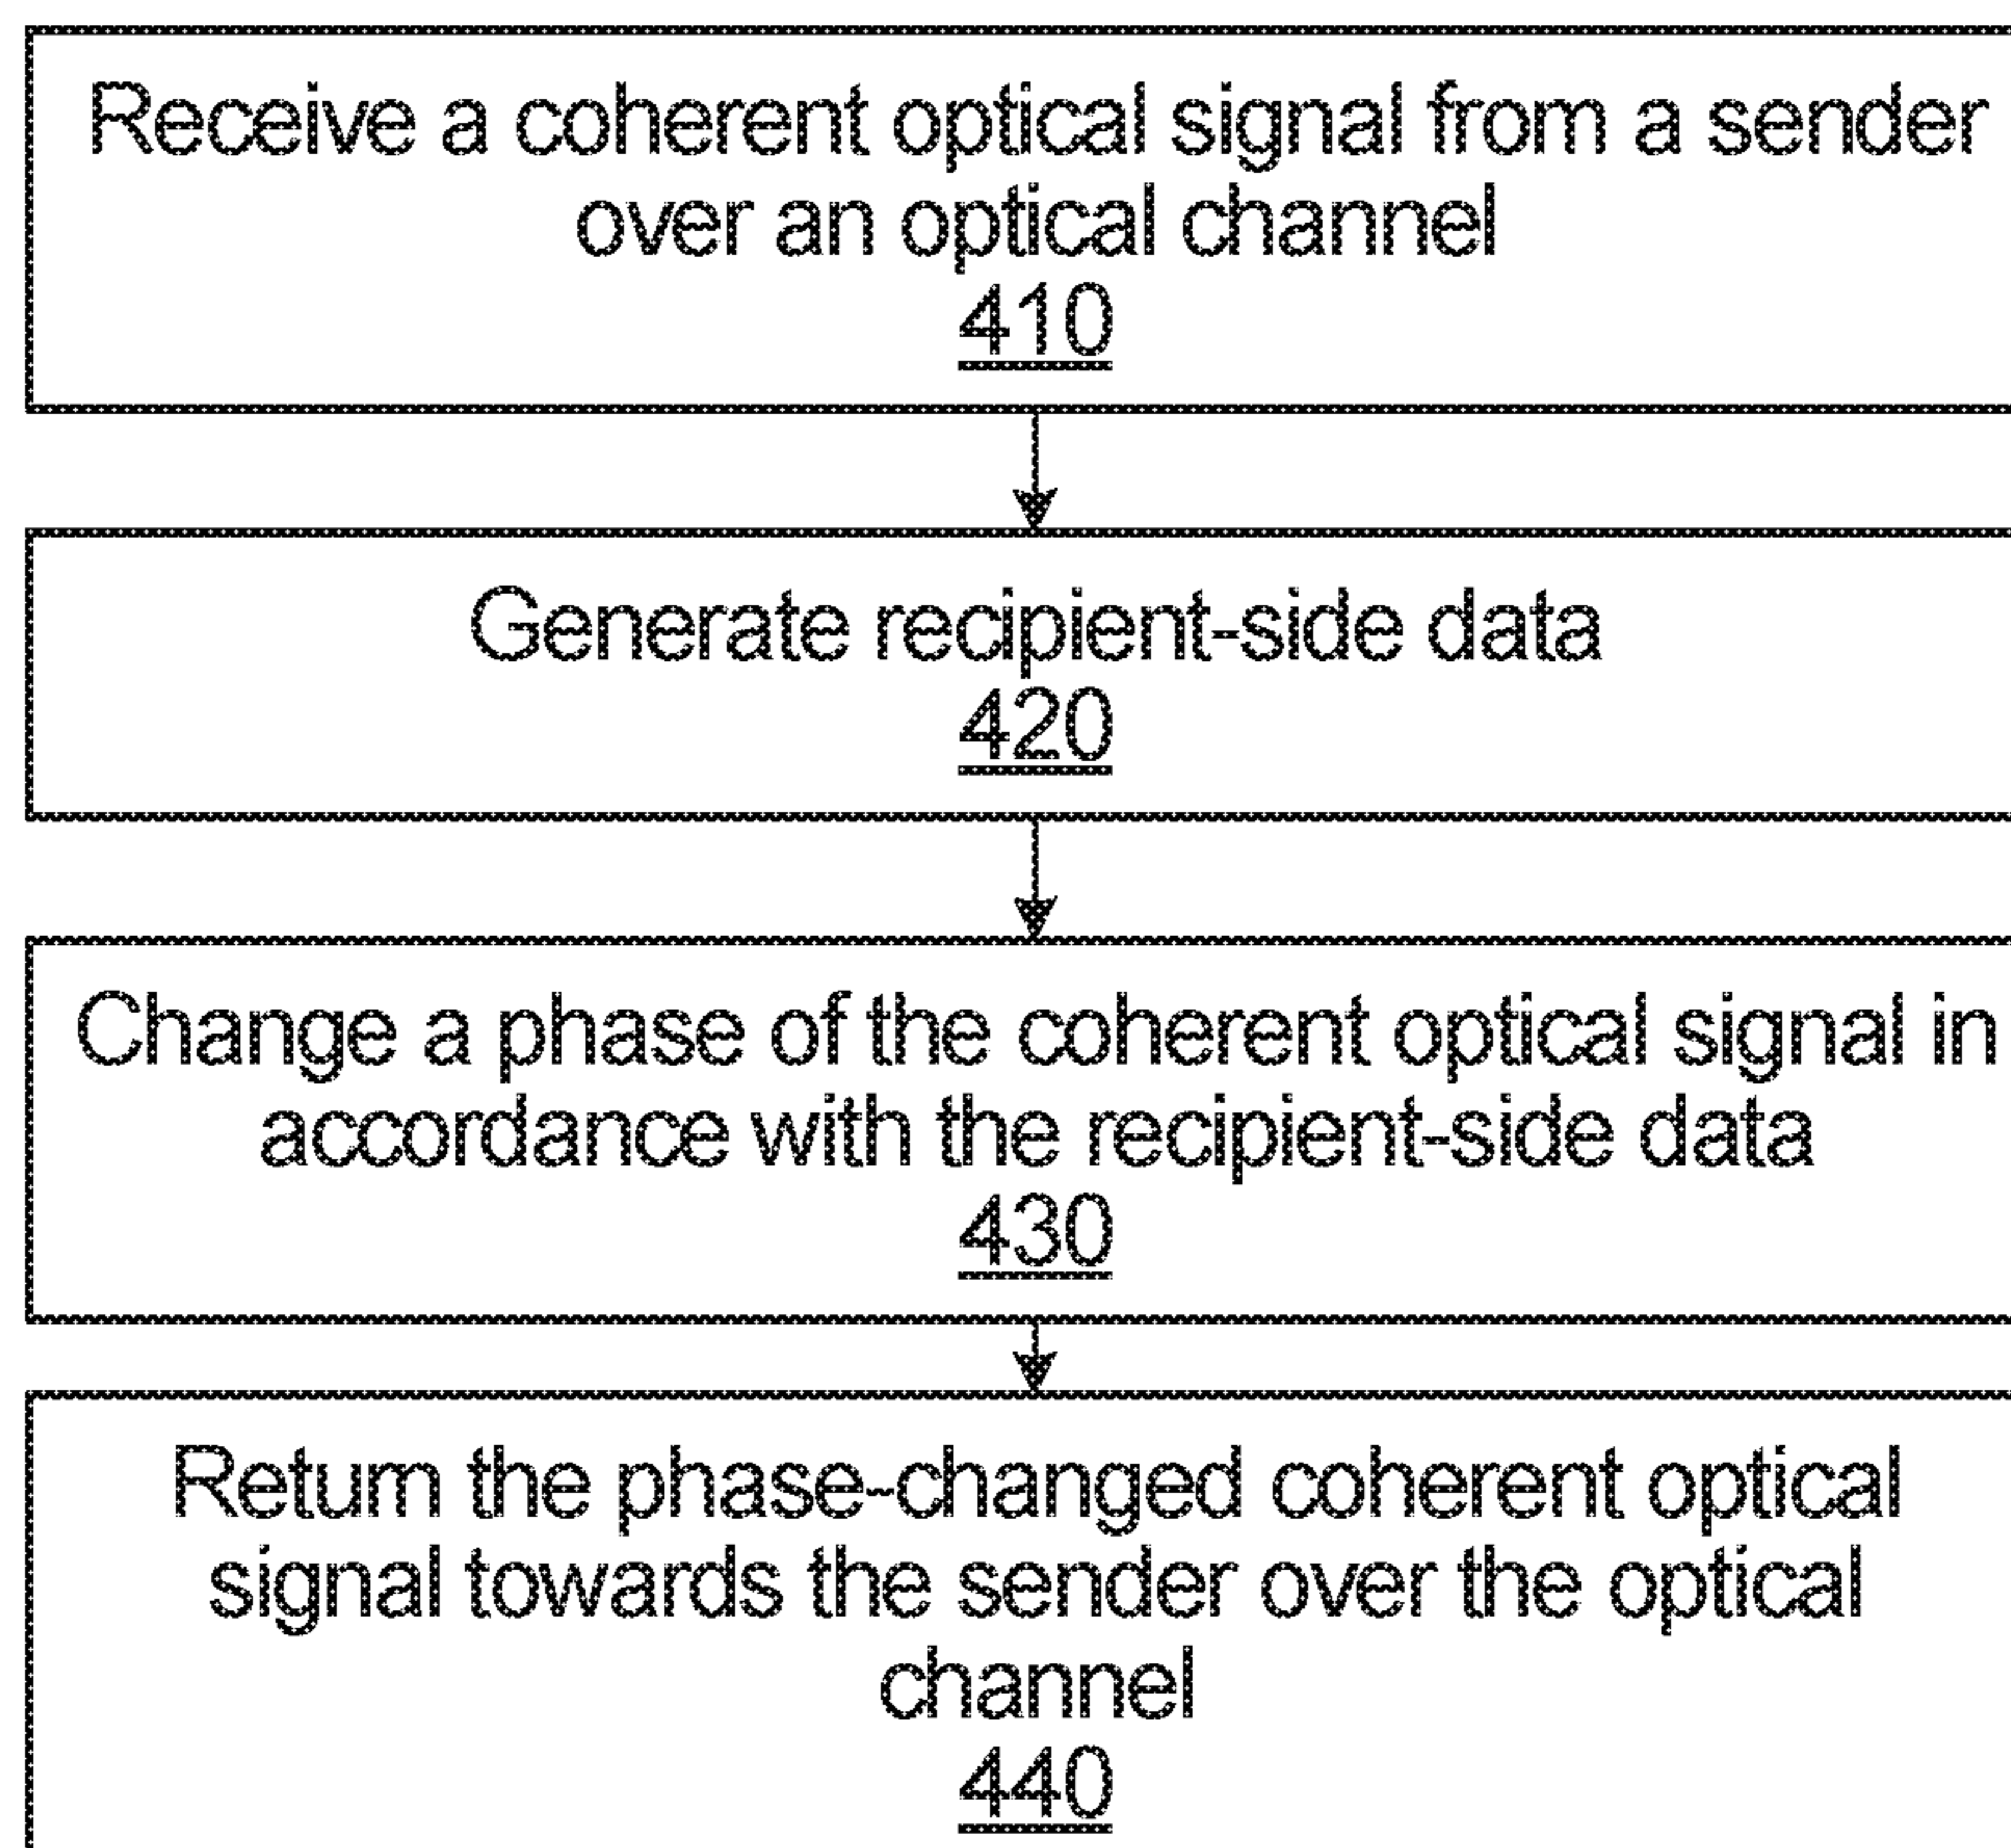 Receive a coherent optical signal from a sender
over an optical channel
410
Generate recipient-side data
420
Change a phase of the coherent optical signal in
accordance with the recipient-side data
430
Return the phase-changed coherent optical
signal towards the sender over the optical
channel
440